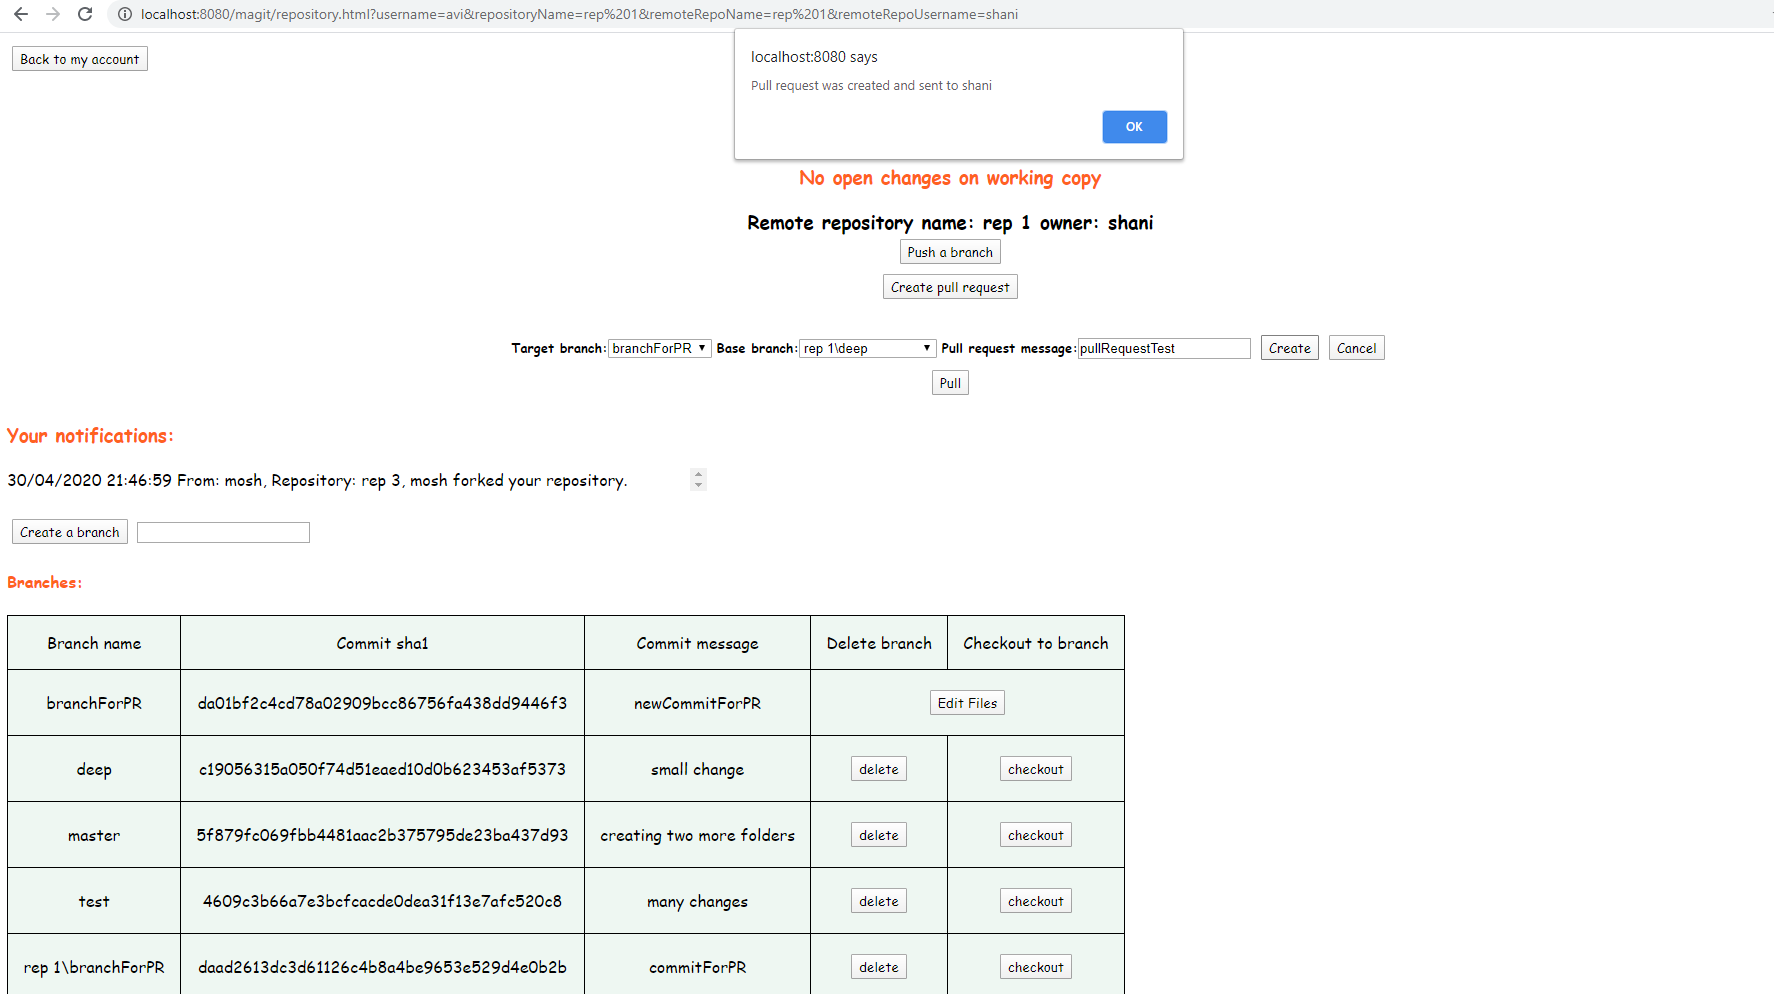 localhost:8080/magit/repository.html?username=avi&repositoryName=rep%201&remoteRepoName=rep%201&remoteRepoUsername=shani
Back to my account
localhost:8080 says
Pull request was created and sent to shani
OK
No open changes on working copy
Remote repository name: rep 1 owner: shani
Push a branch
Create pull request
Target branch: branchForPR Base branch: rep 1\deep Pull request message: pullRequestTest Create Cancel
Pull
Your notifications:
30/04/2020 21:46:59 From: mosh, Repository: rep 3, mosh forked your repository.
Create a branch
Branches:
Branch name Commit sha1 Commit message Delete branch Checkout to branch
branchForPR da01bf2c4cd78a02909bcc86756fa438dd9446f3 newCommitForPR Edit Files
deep c19056315a050f74d51eaed10d0b623453af5373 small change delete checkout
master 5f879fc069fbb4481aac2b375795de23ba437d93 creating two more folders delete checkout
test 4609c3b66a7e3bcfcacde0dea31f13e7afc520c8 many changes delete checkout
rep 1\branchForPR daad2613dc3d61126c4b8a4be9653e529d4e0b2b commitForPR delete checkout